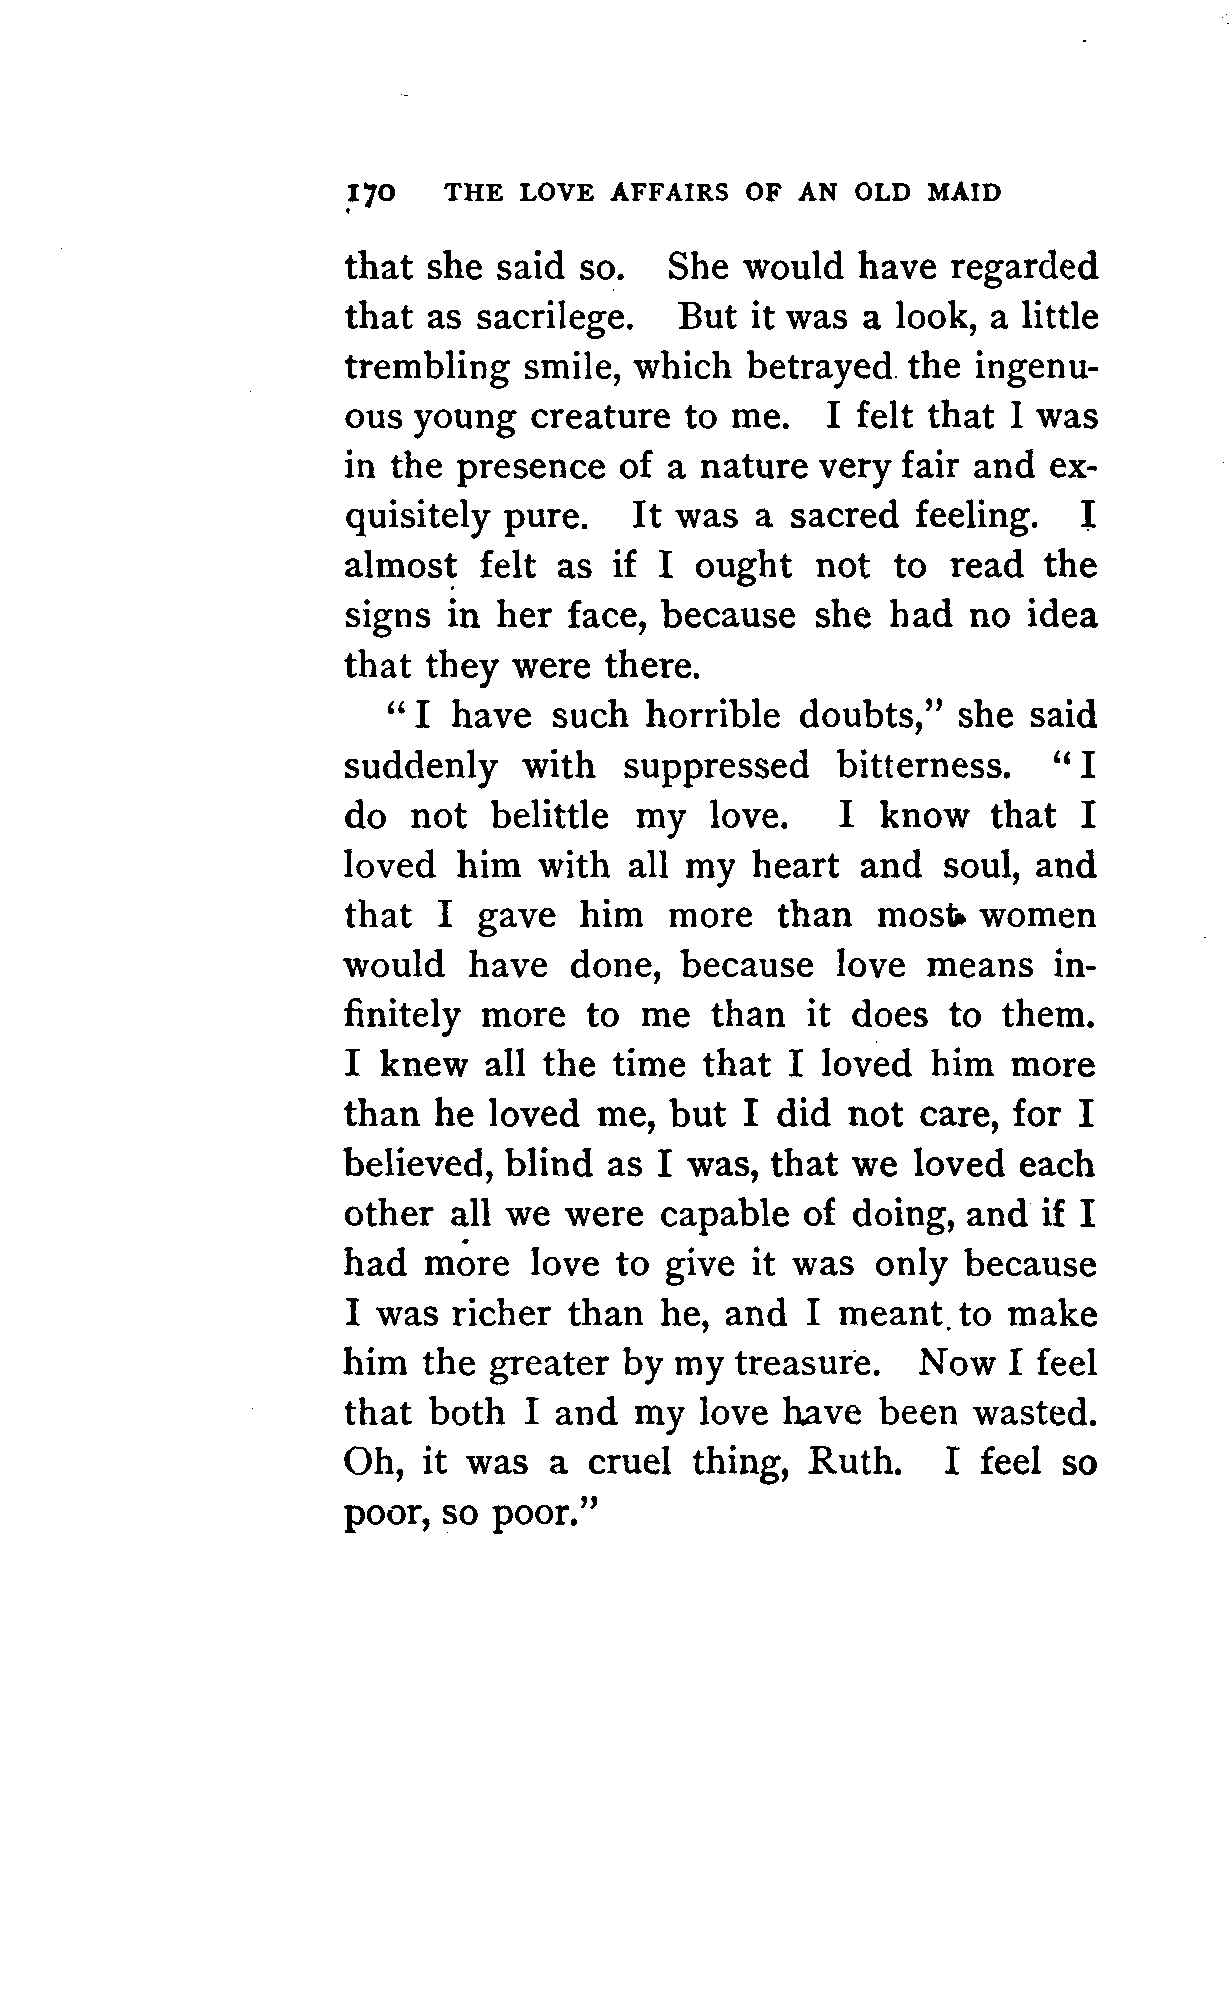 170 THE LOVE AFFAIRS OF AN OLD MAID
that she said so. She would have regarded
that as sacrilege. But it was a look, a little
trembling smile, which betrayed the ingenu-
ous young creature to me. I felt that I was
in the presence of a nature very fair and ex-
quisitely pure. It was a sacred feeling. I
almost felt as if I ought not to read the
signs in her face, because she had no idea
that they were there.
“I have such horrible doubts,” she said
suddenly with suppressed bitterness. “I
do not belittle my love. I know that I
loved him with all my heart and soul, and
that I gave him more than most women
would have done, because love means in-
finitely more to me than it does to them.
I knew all the time that I loved him more
than he loved me, but I did not care, for I
believed, blind as I was, that we loved each
other all we were capable of doing, and if I
had more love to give it was only because
I was richer than he, and I meant to make
him the greater by my treasure. Now I feel
that both I and my love have been wasted.
Oh, it was a cruel thing, Ruth. I feel so
poor, so poor.”